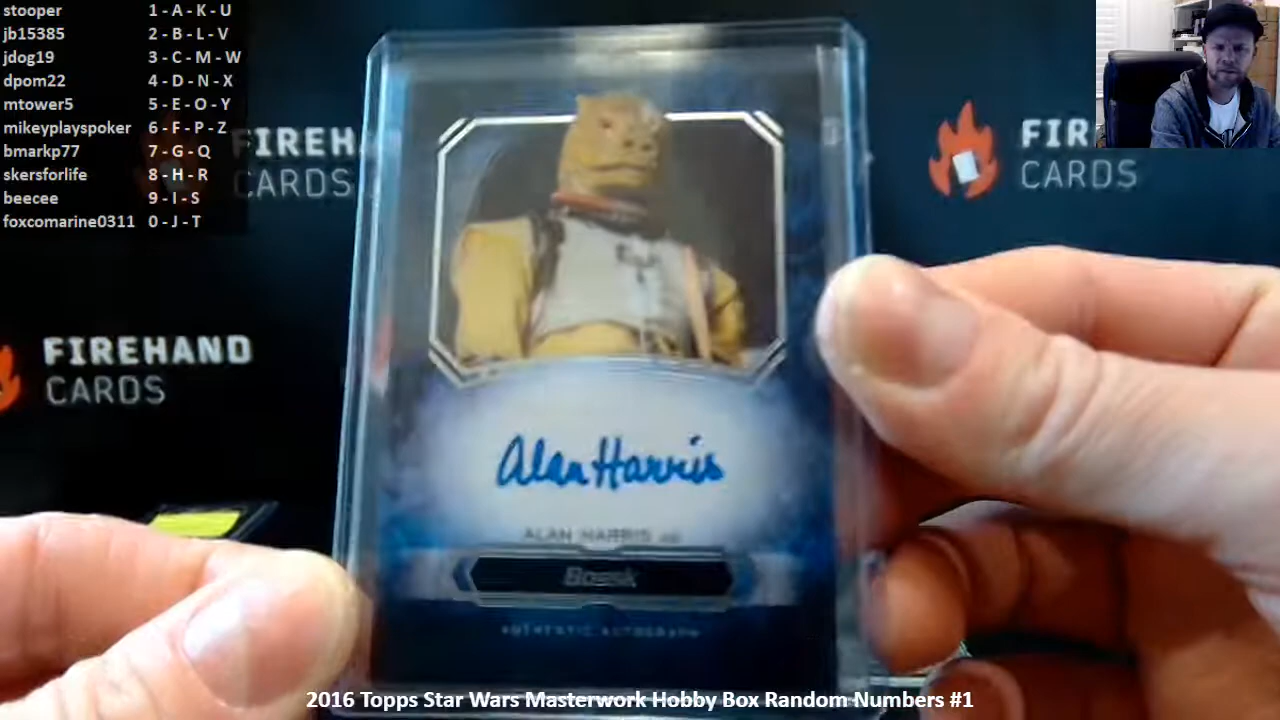 stooper 1 - A - K - U
jb15385 2 - B - L - V
jdog19 3 - C - M - W
dpom22 4 - D - N - X
mtower5 5 - E - O - Y
mikeyplayspoker 6 - F - P - Z
bmarkp77 7 - G - Q
skersforlife 8 - H - R
beecee 9 - I - S
foxcomarine0311 0 - J - T
FIREH
CARDS
FIR
CARDS
FIREHAND
CARDS
Alan Harris
ALAN HARRIS AS
Bossk
AUTHENTIC AUTOGRAPH
2016 Topps Star Wars Masterwork Hobby Box Random Numbers #1